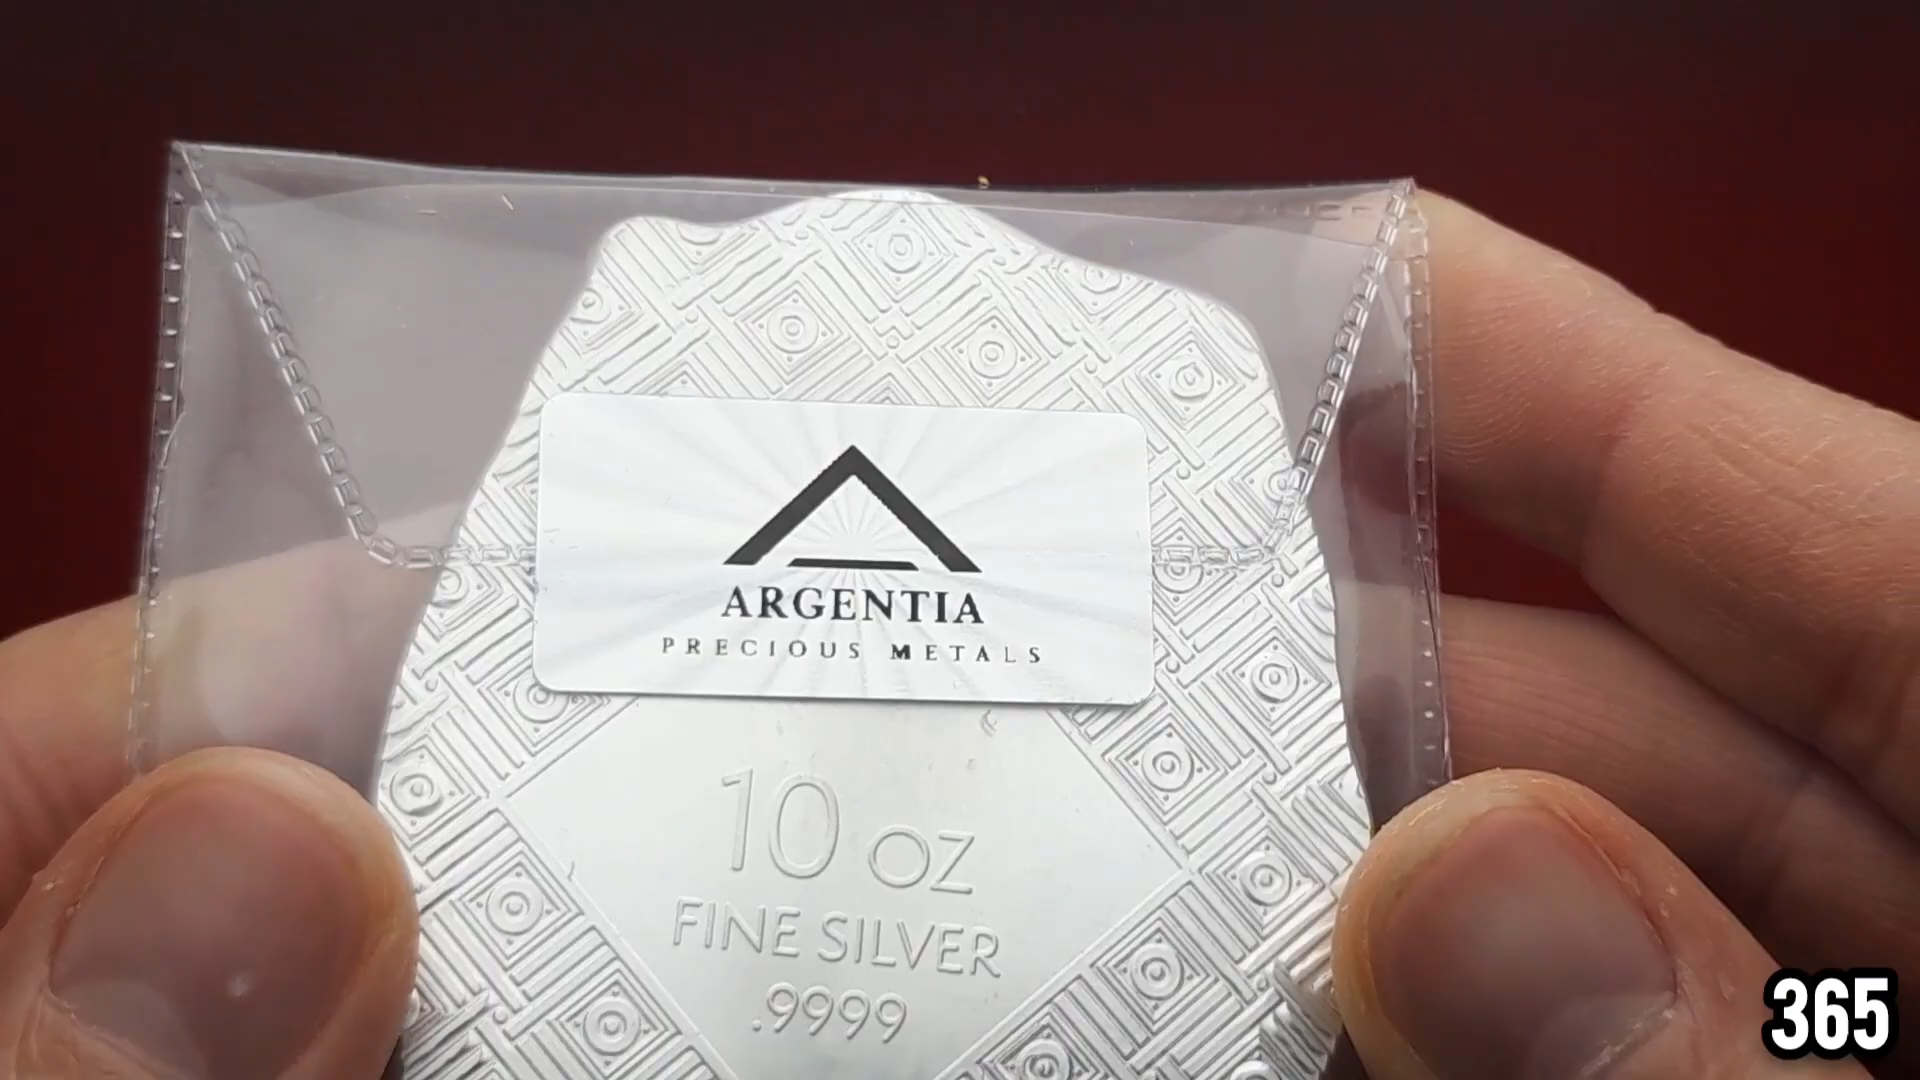 ARGENTIA
PRECIOUS METALS
10 OZ
FINE SILVER
.9999
365